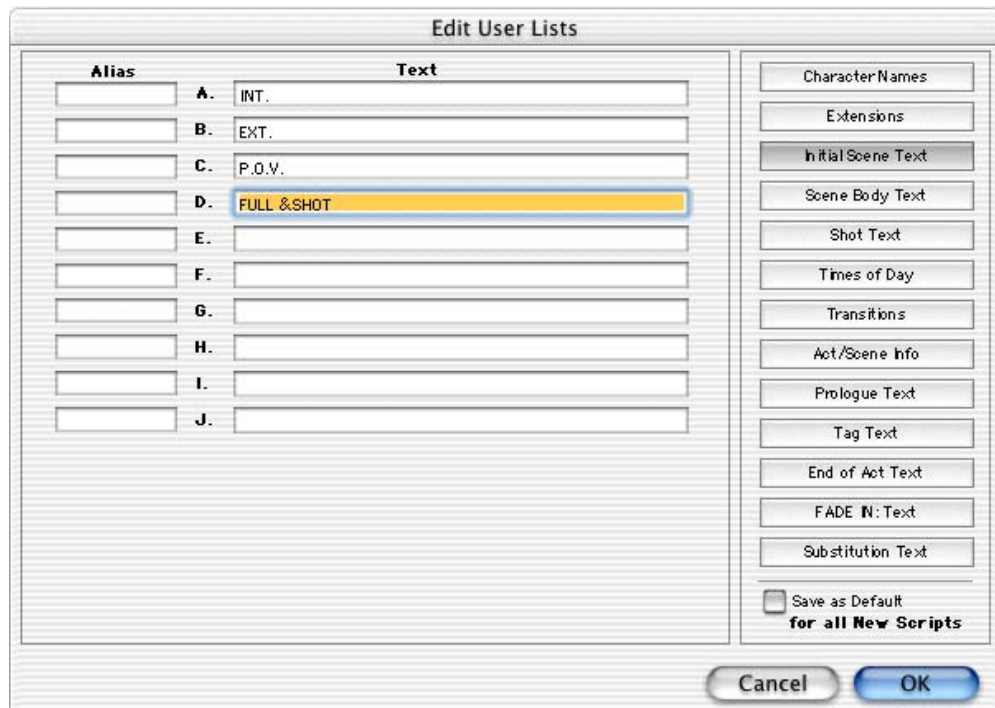 Edit User Lists
Alias Text
A. INT.
B. EXT.
C. P.O.V.
D. FULL &SHOT
E.
F.
G.
H.
I.
J.
Character Names
Extensions
Initial Scene Text
Scene Body Text
Shot Text
Times of Day
Transitions
Act/Scene Info
Prologue Text
Tag Text
End of Act Text
FADE IN: Text
Substitution Text
Save as Default
for all New Scripts
Cancel OK